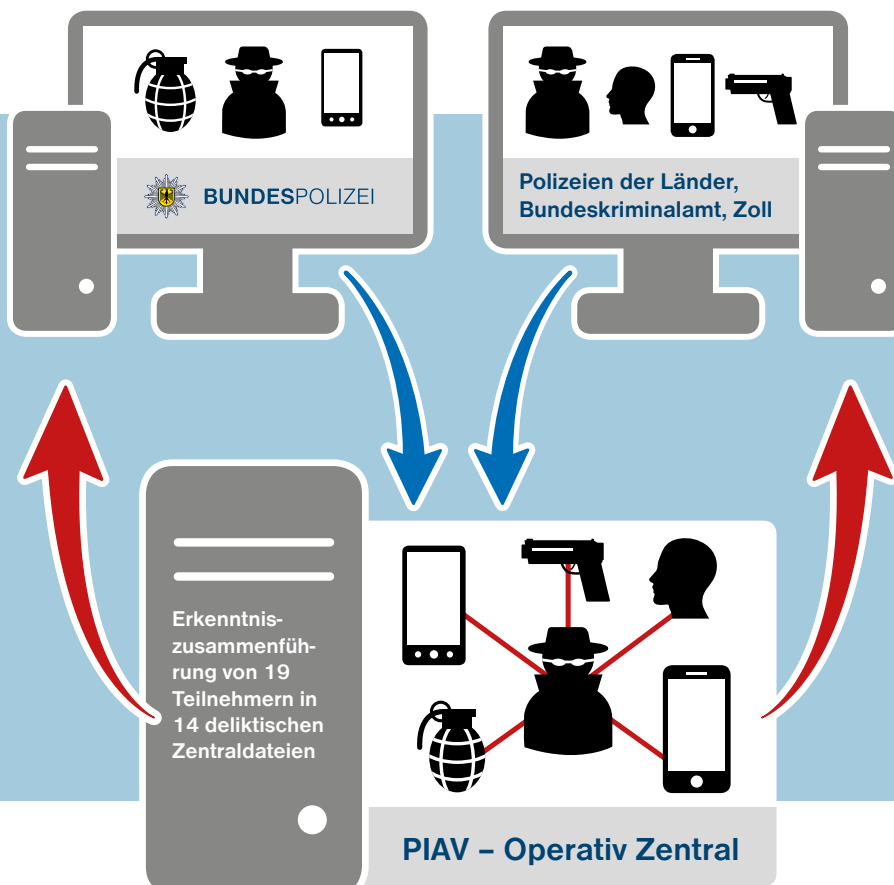 BUNDESPOLIZEI
Polizeien der Länder,
Bundeskriminalamt, Zoll
Erkenntnis-
zusammenfüh-
rung von 19
Teilnehmern in
14 deliktischen
Zentraldateien
PIAV – Operativ Zentral